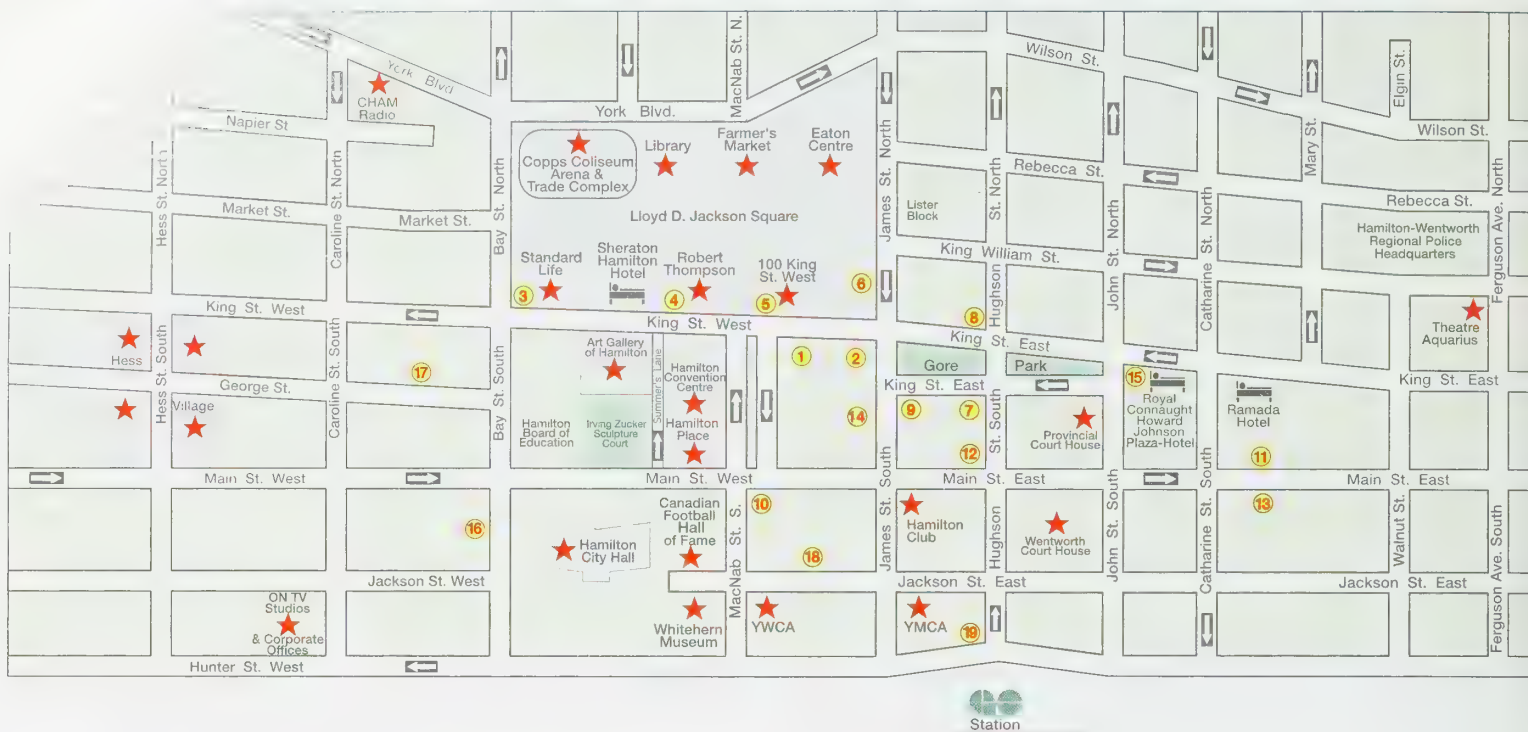 Wilson St.
Elgin St.
MacNab St. N.
York Blvd
CHAM
Radio
York Blvd.
Napier St
Wilson St.
Mary St.
Library
Farmer's
Market
Eaton
Centre
Copps Coliseum
Arena &
Trade Complex
Rebecca St.
Hess St. North
Caroline St. North
Bay St. North
James St. North
Hughson St. North
John St. North
Catharine St. North
Ferguson Ave. North
Market St.
Market St.
Lloyd D. Jackson Square
Lister
Block
Rebecca St.
Hamilton-Wentworth
Regional Police
Headquarters
King William St.
Standard
Life
Sheraton
Hamilton
Hotel
Robert
Thompson
100 King
St. West
3
4
5
6
8
King St. West
King St. West
King St. East
Theatre
Aquarius
Hess
Village
17
George St.
Art Gallery
of Hamilton
Summer's Lane
Hamilton
Convention
Centre
1
2
Gore Park
King St. East
King St. East
15
Royal
Connaught
Howard
Johnson
Plaza-Hotel
Ramada
Hotel
Hess St. South
Caroline St. South
Bay St. South
Hamilton
Board of
Education
Irving Zucker
Sculpture
Court
Hamilton
Place
14
9
7
12
Provincial
Court House
11
Main St. West
Main St. West
Main St. East
Main St. East
16
Hamilton
City Hall
Canadian
Football
Hall
of Fame
MacNab St. S.
10
18
James St. South
Hamilton
Club
Hughson St. South
Wentworth
Court House
John St. South
Catharine St. South
13
Walnut St.
Ferguson Ave. South
Jackson St. West
Jackson St. East
Jackson St. East
ON TV
Studios
& Corporate
Offices
Whitehern
Museum
YWCA
YMCA
19
Hunter St. West
GO
Station